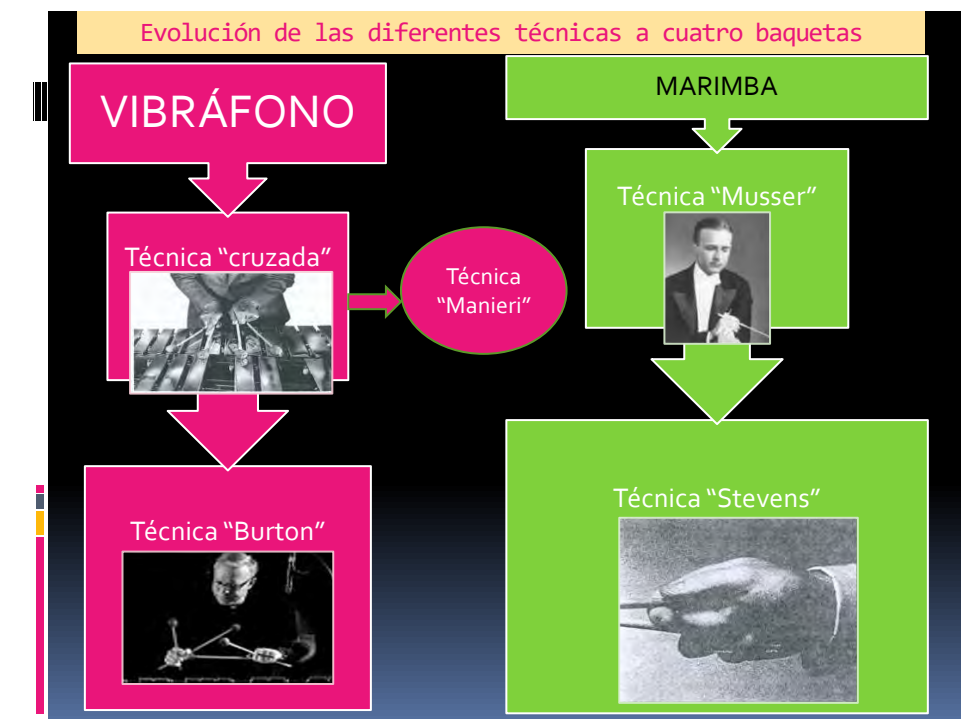 Evolución de las diferentes técnicas a cuatro baquetas
VIBRÁFONO
Técnica “cruzada”
Técnica
“Manieri”
Técnica “Burton”
MARIMBA
Técnica “Musser”
Técnica “Stevens”